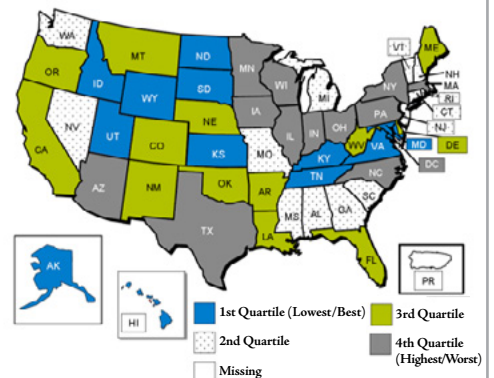 WA
VT
ME
MT
ND
OR
MN
NH
ID
SD
WI
NY
MA
WY
MI
RI
CT
IA
PA
NJ
NE
NV
OH
IL
IN
UT
CO
WV
VA
MD
DE
CA
KS
MO
KY
DC
NC
TN
AZ
OK
NM
AR
SC
MS
AL
GA
TX
LA
FL
AK
PR
HI
1st Quartile (Lowest/Best)
3rd Quartile
2nd Quartile
4th Quartile
(Highest/Worst)
Missing